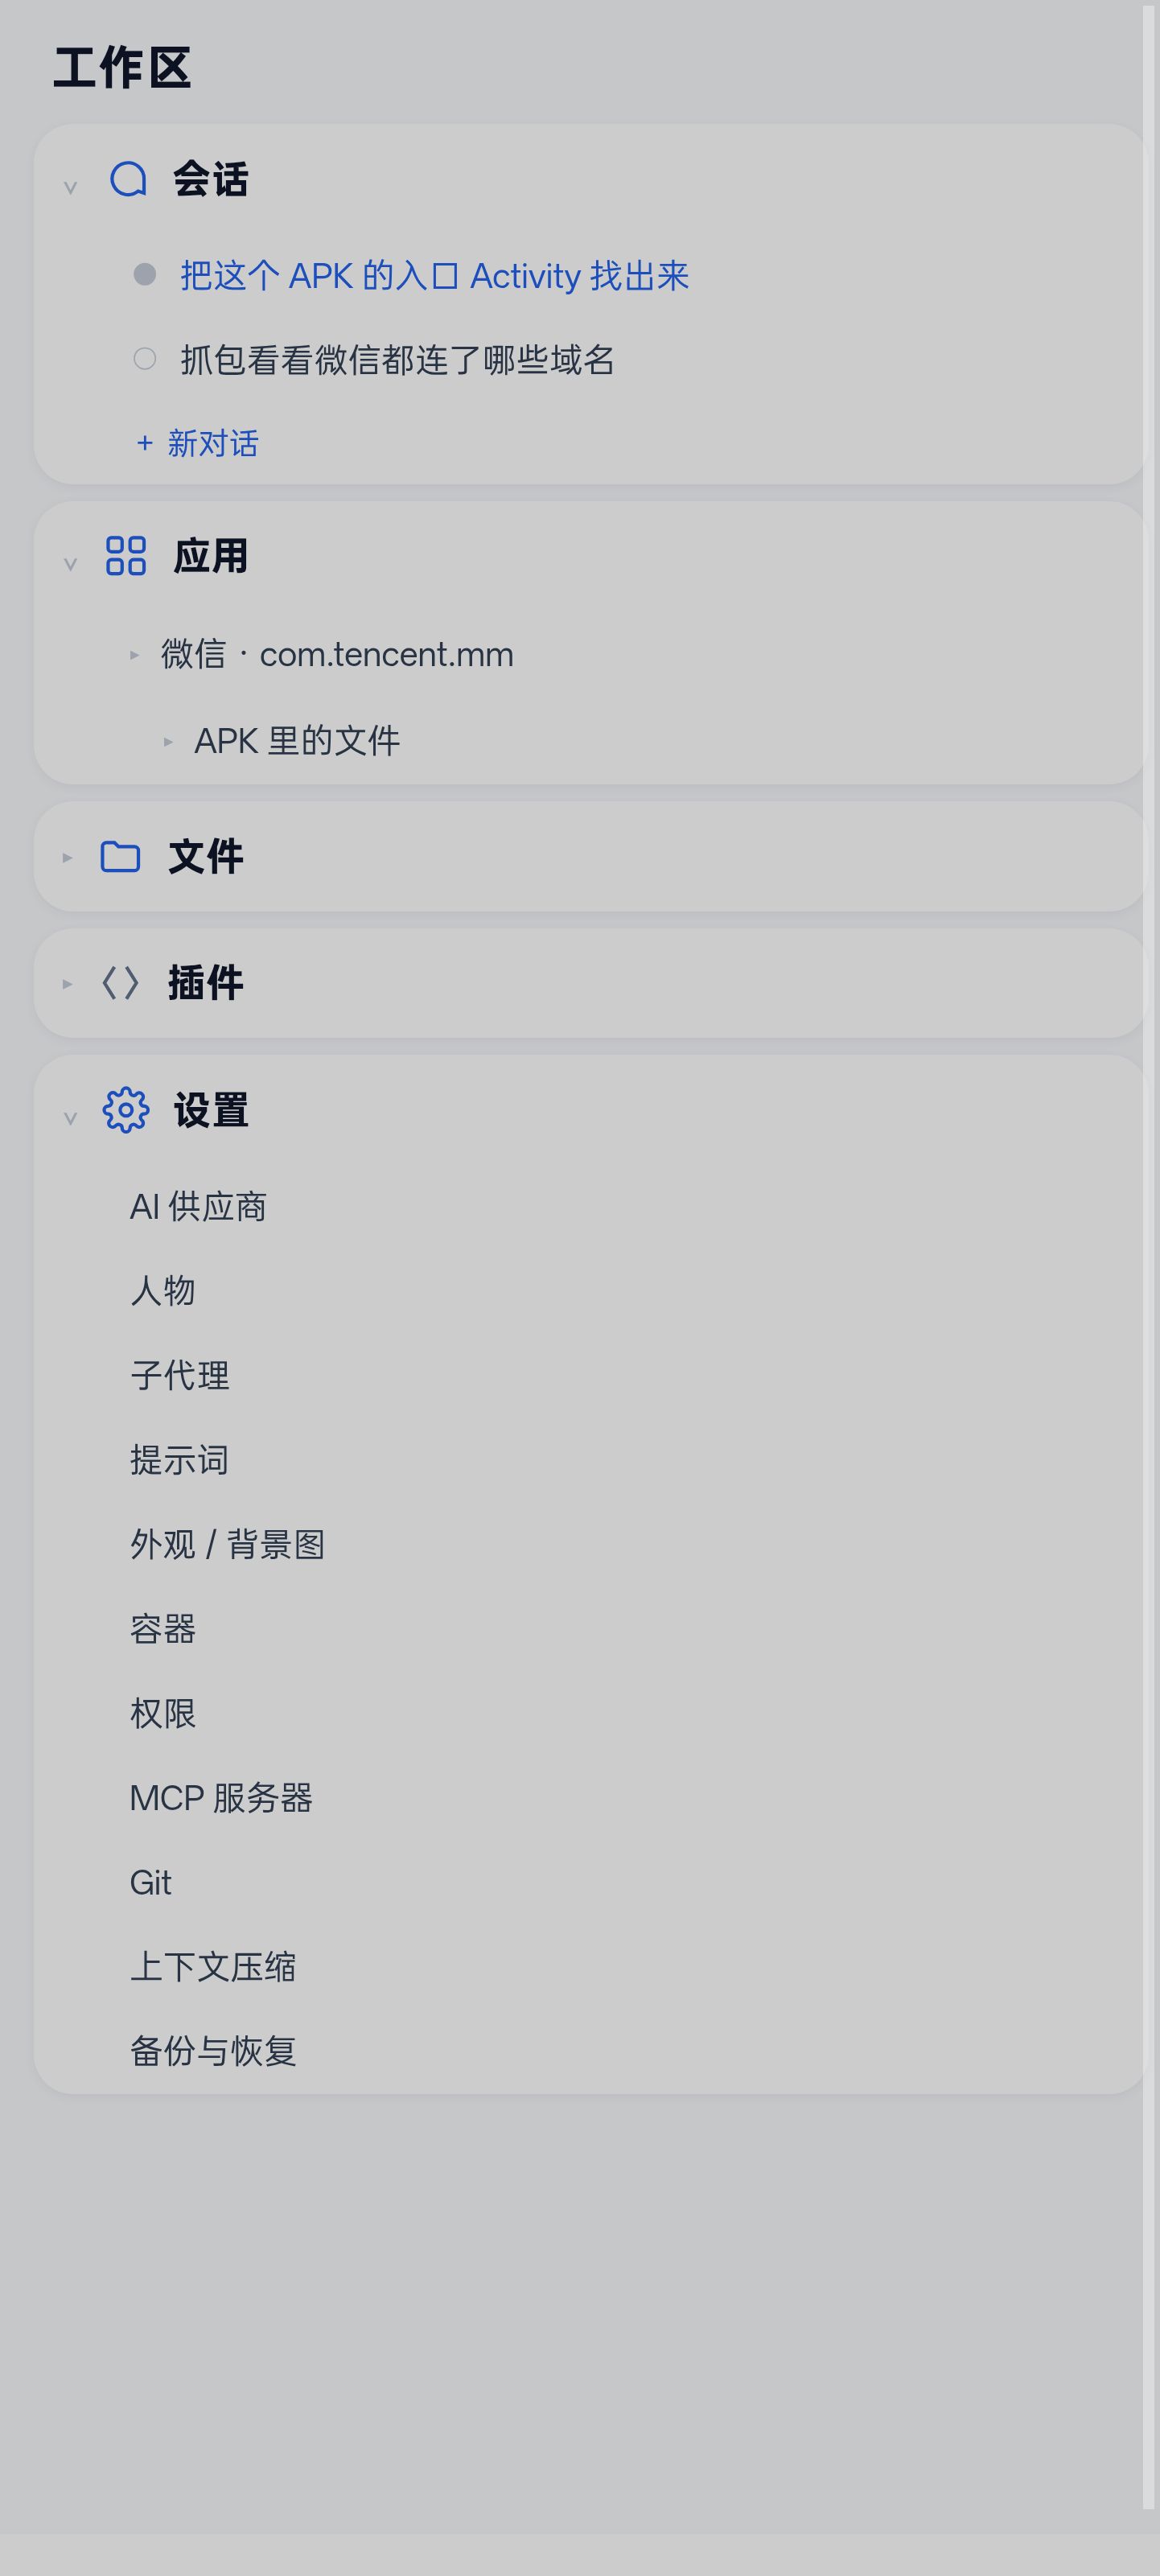 工作区
会话
把这个 APK 的入口 Activity 找出来
抓包看看微信都连了哪些域名
+ 新对话
应用
微信 · com.tencent.mm
APK 里的文件
文件
插件
设置
AI 供应商
人物
子代理
提示词
外观 / 背景图
容器
权限
MCP 服务器
Git
上下文压缩
备份与恢复